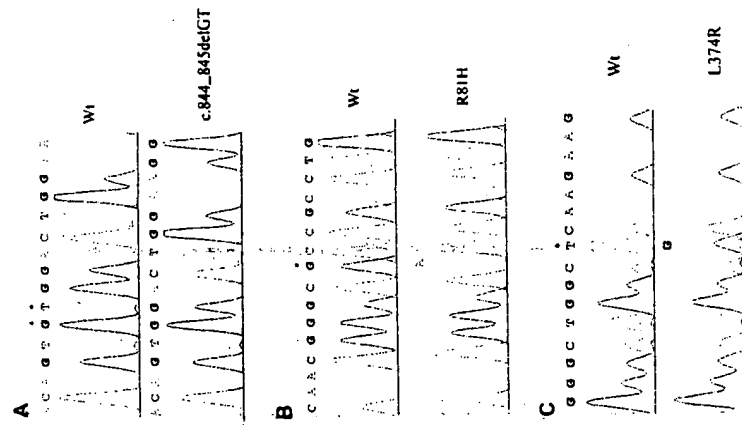 A
A C A G T G T G G A C T G G A A
Wt
A C A G T G G A C T G G A A G G
c.844_845delGT
B
C A A C G G G C G C C G C C T G
Wt
A
R81H
C
G G G C T G G C T C A A G A A G
Wt
G
L374R